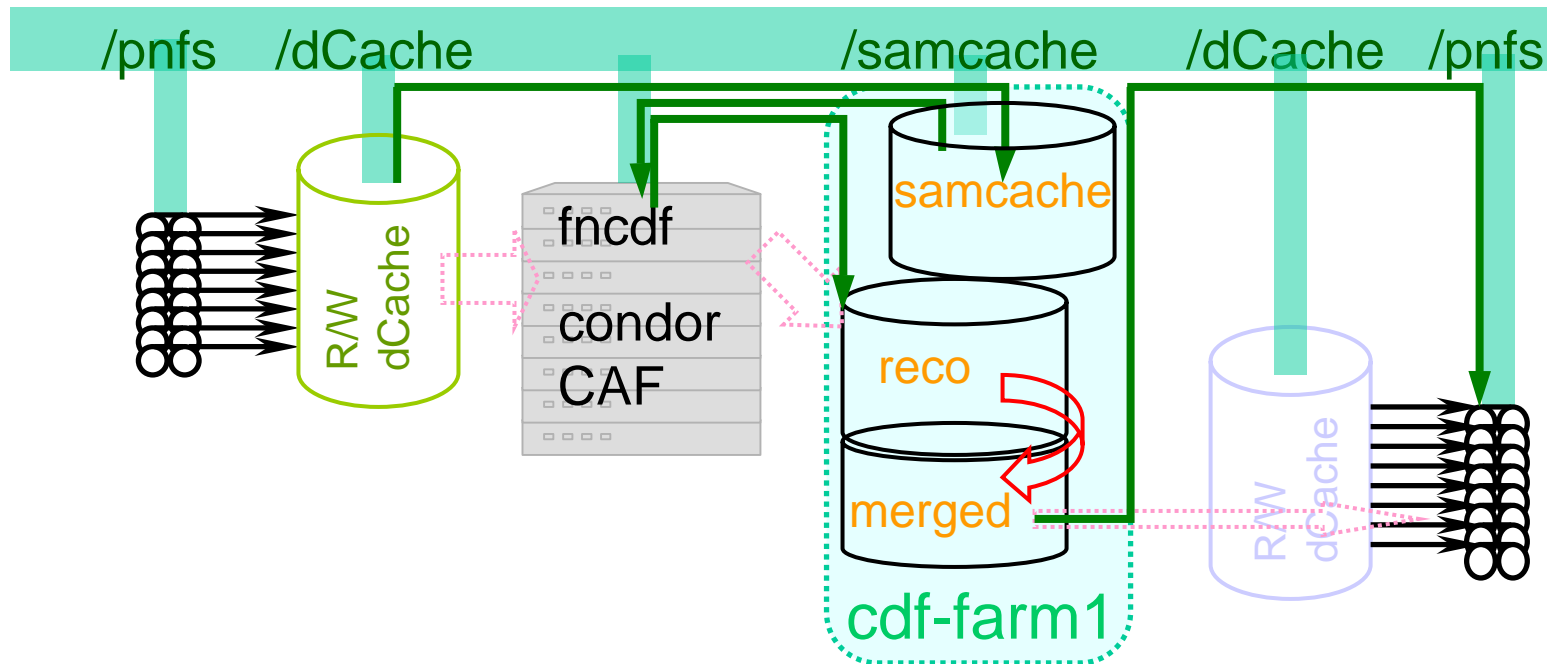 /pnfs /dCache /samcache /dCache /pnfs
samcache
R/W
dCache
fncdf
condor
CAF
reco
merged
R/W
dCache
cdf-farm1